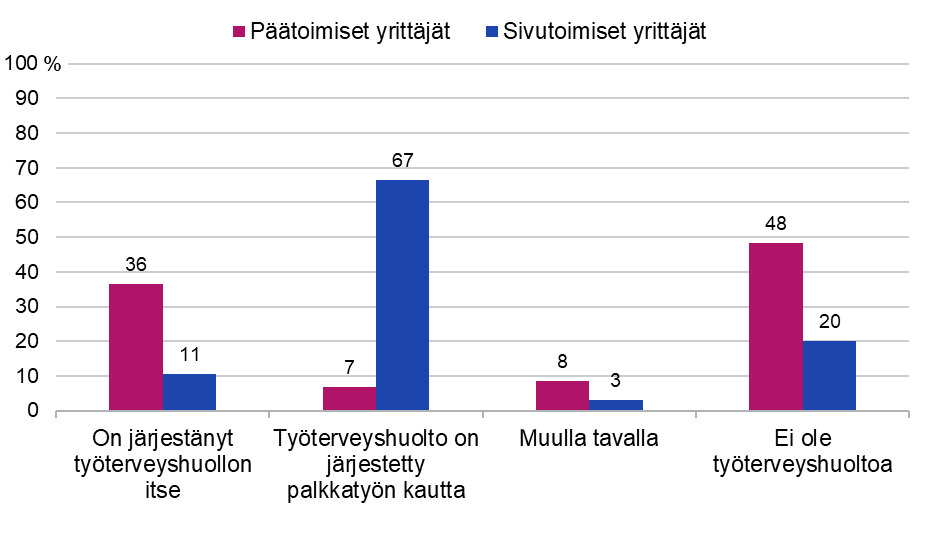 Päätoimiset yrittäjät
Sivutoimiset yrittäjät
100 %
90
80
70
60
50
40
30
20
10
0
36
11
7
67
8
3
48
20
On järjestänyt
työterveyshuollon
itse
Työterveyshuolto on
järjestetty
palkkatyön kautta
Muulla tavalla
Ei ole
työterveyshuoltoa